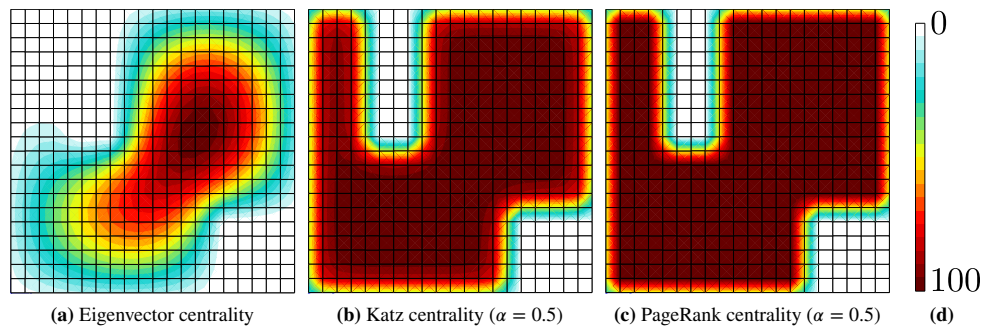 0
100
(a) Eigenvector centrality
(b) Katz centrality (α = 0.5)
(c) PageRank centrality (α = 0.5)
(d)